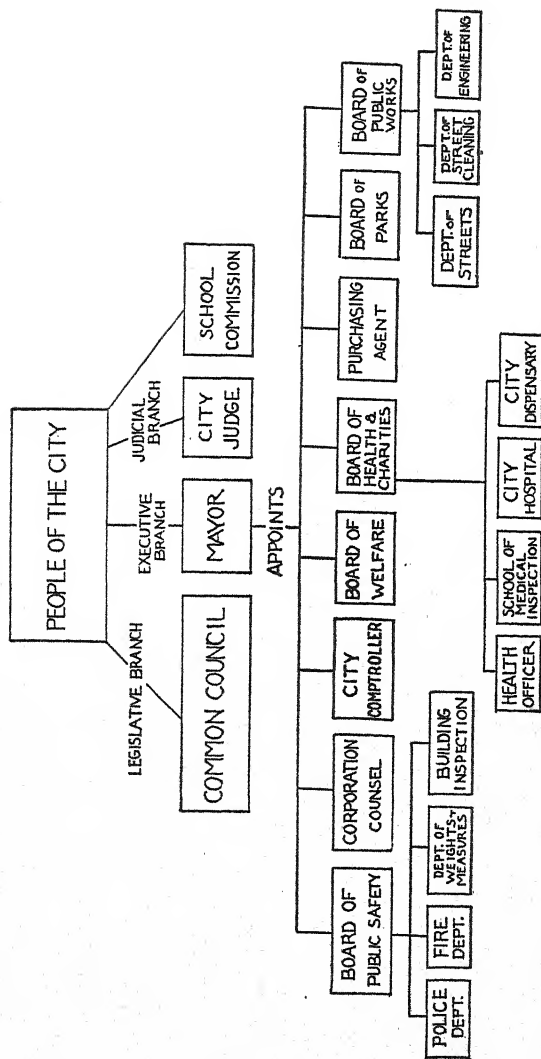 PEOPLE OF THE CITY
LEGISLATIVE BRANCH
EXECUTIVE
BRANCH
JUDICIAL
BRANCH
COMMON COUNCIL
MAYOR
CITY
JUDGE
SCHOOL
COMMISSION
APPOINTS
BOARD OF
PUBLIC SAFETY
CORPORATION
COUNSEL
CITY
COMPTROLLER
BOARD OF
WELFARE
BOARD OF
HEALTH &
CHARITIES
PURCHASING
AGENT
BOARD OF
PARKS
BOARD OF
PUBLIC
WORKS
POLICE
DEPT.
FIRE
DEPT.
DEPT. OF
WEIGHTS &
MEASURES
BUILDING
INSPECTION
HEALTH
OFFICER
SCHOOL OF
MEDICAL
INSPECTION
CITY
HOSPITAL
CITY
DISPENSARY
DEPT. OF
STREETS
DEPT. OF
STREET
CLEANING
DEPT. OF
ENGINEERING